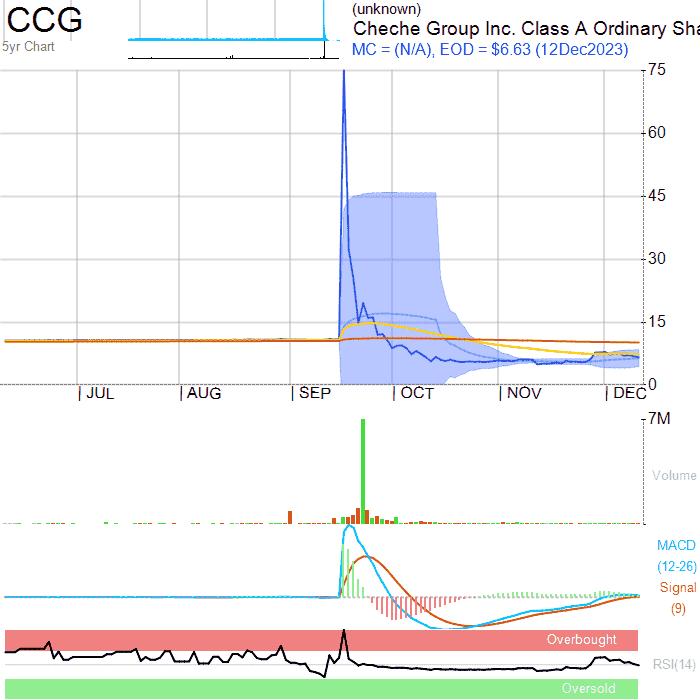 CCG
5yr Chart
(unknown)
Cheche Group Inc. Class A Ordinary Sha
MC = (N/A), EOD = $6.63 (12Dec2023)
75
60
45
30
15
0
JUL AUG SEP OCT NOV DEC
7M
Volume
MACD
(12-26)
Signal
(9)
Overbought
RSI(14)
Oversold